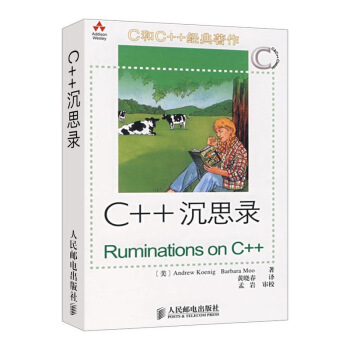 Addison
Wesley
C和C++经典著作
C++沉思录
Ruminations on C++
[美] Andrew Koenig Barbara Moo 著
黄晓春 译
孟岩 审校
人民邮电出版社
POSTS & TELECOM PRESS
C++沉思录
人民邮电出版社